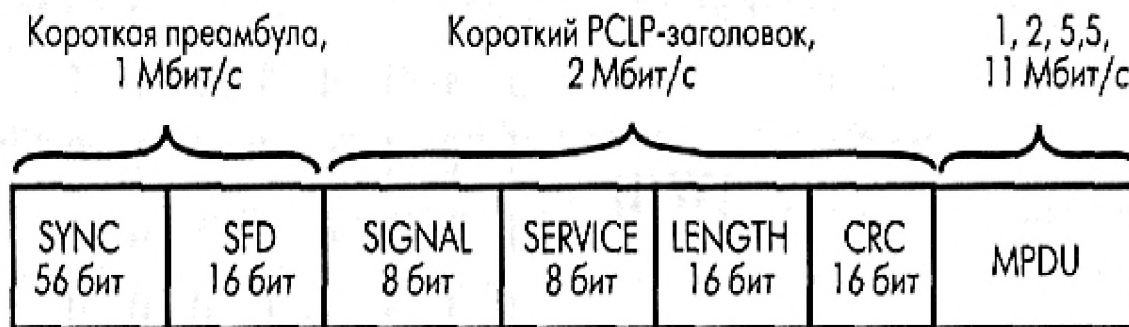 Короткая преамбула,
1 Мбит/с
Короткий PCLP-заголовок,
2 Мбит/с
1, 2, 5,5,
11 Мбит/с
SYNC
56 бит
SFD
16 бит
SIGNAL
8 бит
SERVICE
8 бит
LENGTH
16 бит
CRC
16 бит
MPDU